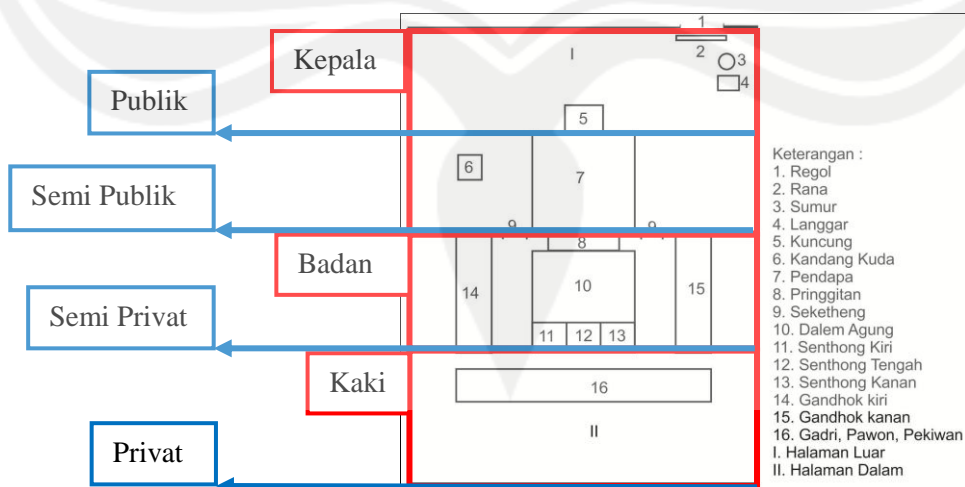 Kepala
Publik
Semi Publik
Badan
Semi Privat
Kaki
Privat
1
I
2
3
4
5
6
7
9
9
8
14
10
15
11 12 13
16
II
Keterangan :
1. Regol
2. Rana
3. Sumur
4. Langgar
5. Kuncung
6. Kandang Kuda
7. Pendapa
8. Pringgitan
9. Seketheng
10. Dalem Agung
11. Senthong Kiri
12. Senthong Tengah
13. Senthong Kanan
14. Gandhok kiri
15. Gandhok kanan
16. Gadri, Pawon, Pekiwan
I. Halaman Luar
II. Halaman Dalam